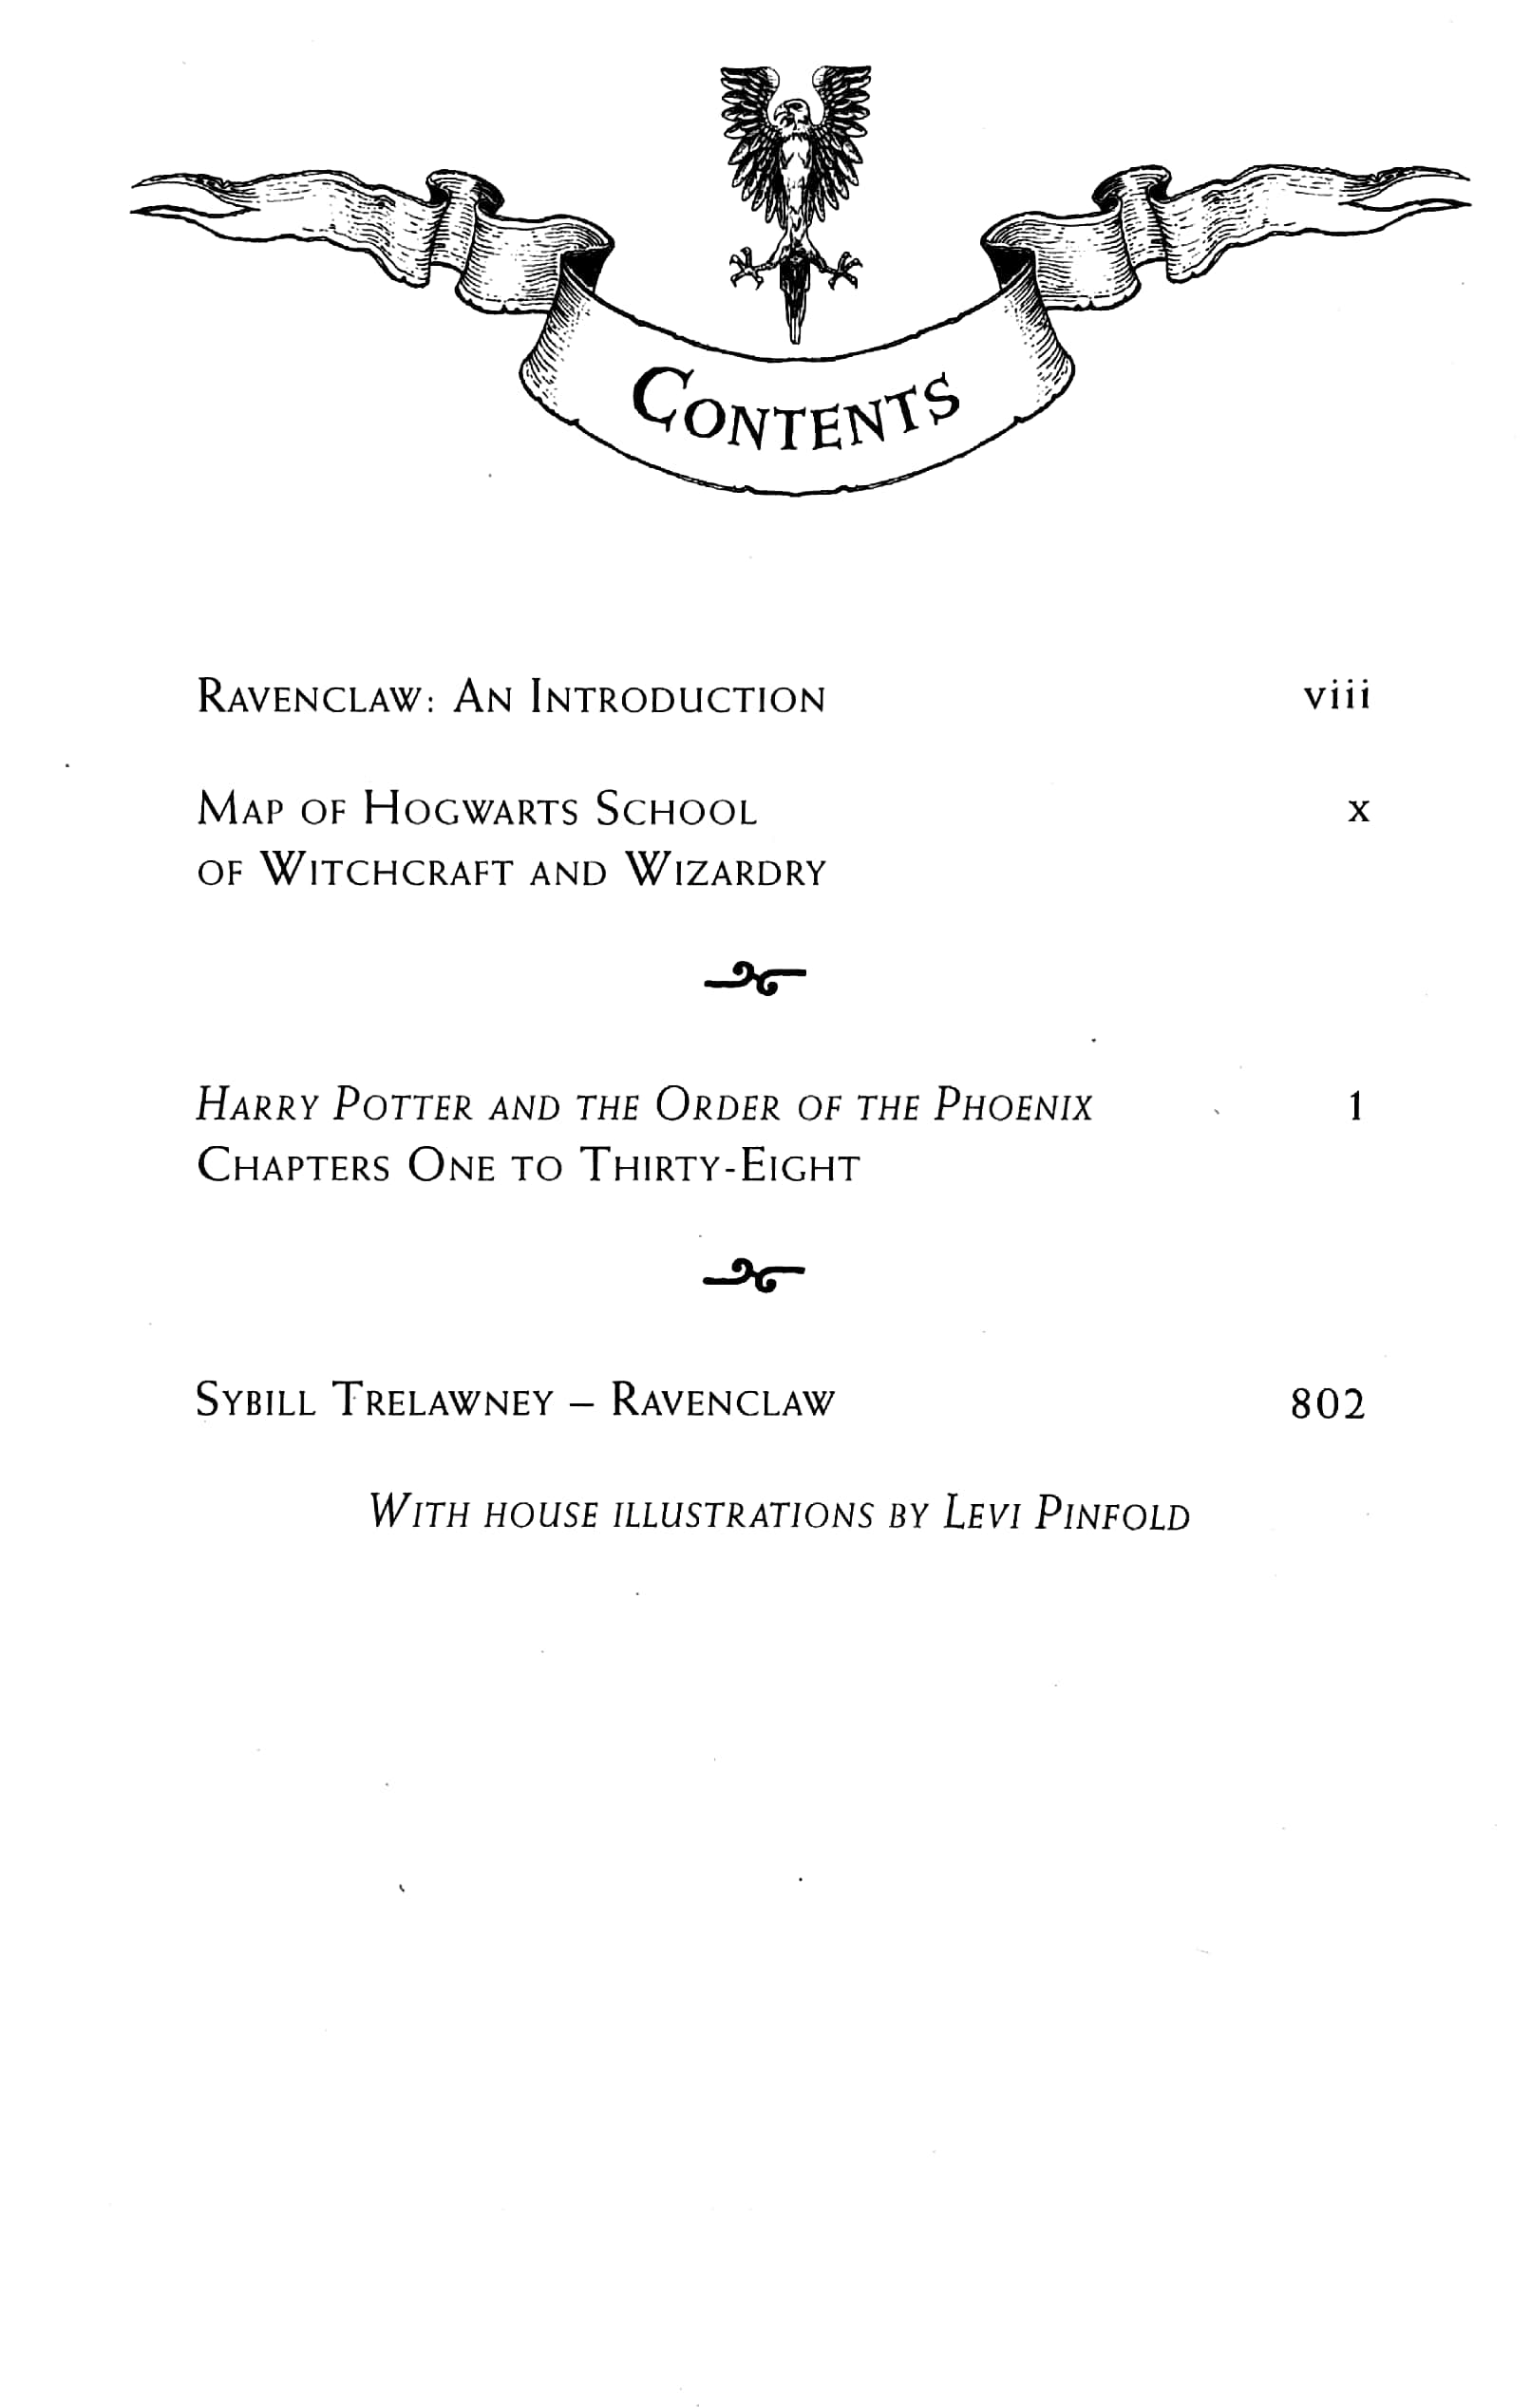 CONTENTS
RAVENCLAW: AN INTRODUCTION viii
MAP OF HOGWARTS SCHOOL x
OF WITCHCRAFT AND WIZARDRY
HARRY POTTER AND THE ORDER OF THE PHOENIX 1
CHAPTERS ONE TO THIRTY-EIGHT
SYBILL TRELAWNEY – RAVENCLAW 802
WITH HOUSE ILLUSTRATIONS BY LEVI PINFOLD